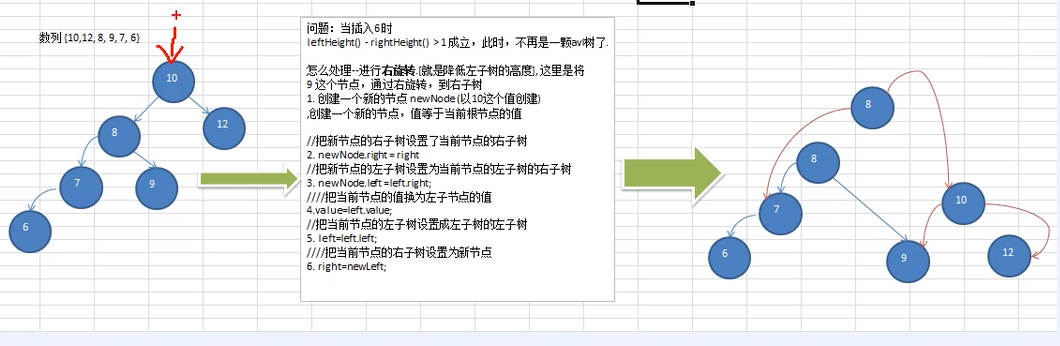 数列 {10,12, 8, 9, 7, 6}
10
8
12
7
9
6
问题：当插入6时
leftHeight() - rightHeight() > 1成立，此时，不再是一颗avl树了.
怎么处理--进行右旋转.[就是降低左子树的高度],这里是将
9 这个节点，通过右旋转，到右子树
1. 创建一个新的节点 newNode (以10这个值创建)
,创建一个新的节点，值等于当前根节点的值
//把新节点的右子树设置了当前节点的右子树
2. newNode.right = right
//把新节点的左子树设置为当前节点的左子树的右子树
3. newNode.left =left.right;
////把当前节点的值换为左子节点的值
4.value=left.value;
//把当前节点的左子树设置成左子树的左子树
5. left=left.left;
////把当前节点的右子树设置为新节点
6. right=newLeft;
8
8
7
10
6
9
12